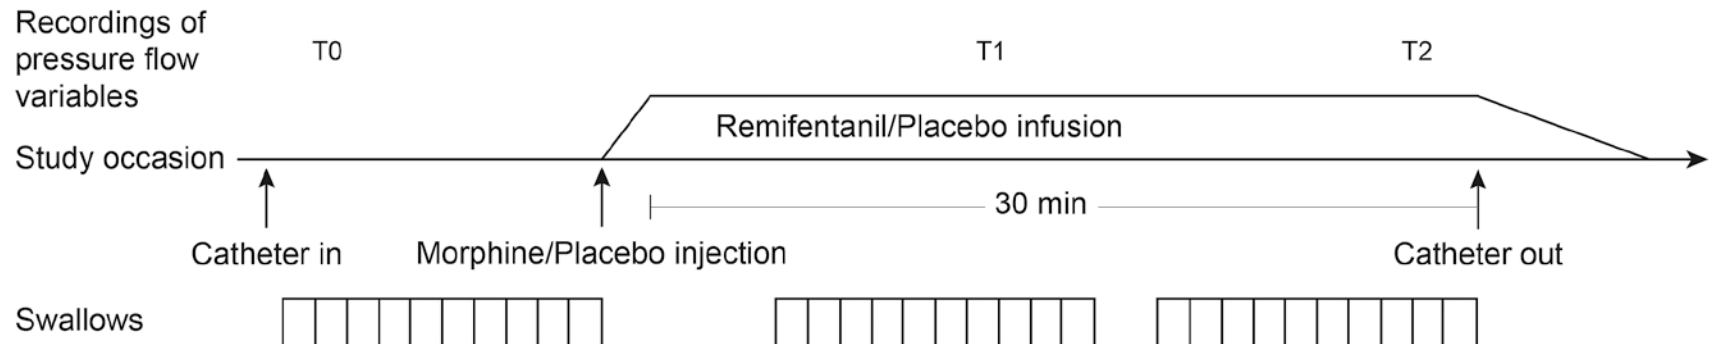 Recordings of
pressure flow
variables
T0
T1
T2
Remifentanil/Placebo infusion
Study occasion
30 min
Catheter in
Morphine/Placebo injection
Catheter out
Swallows